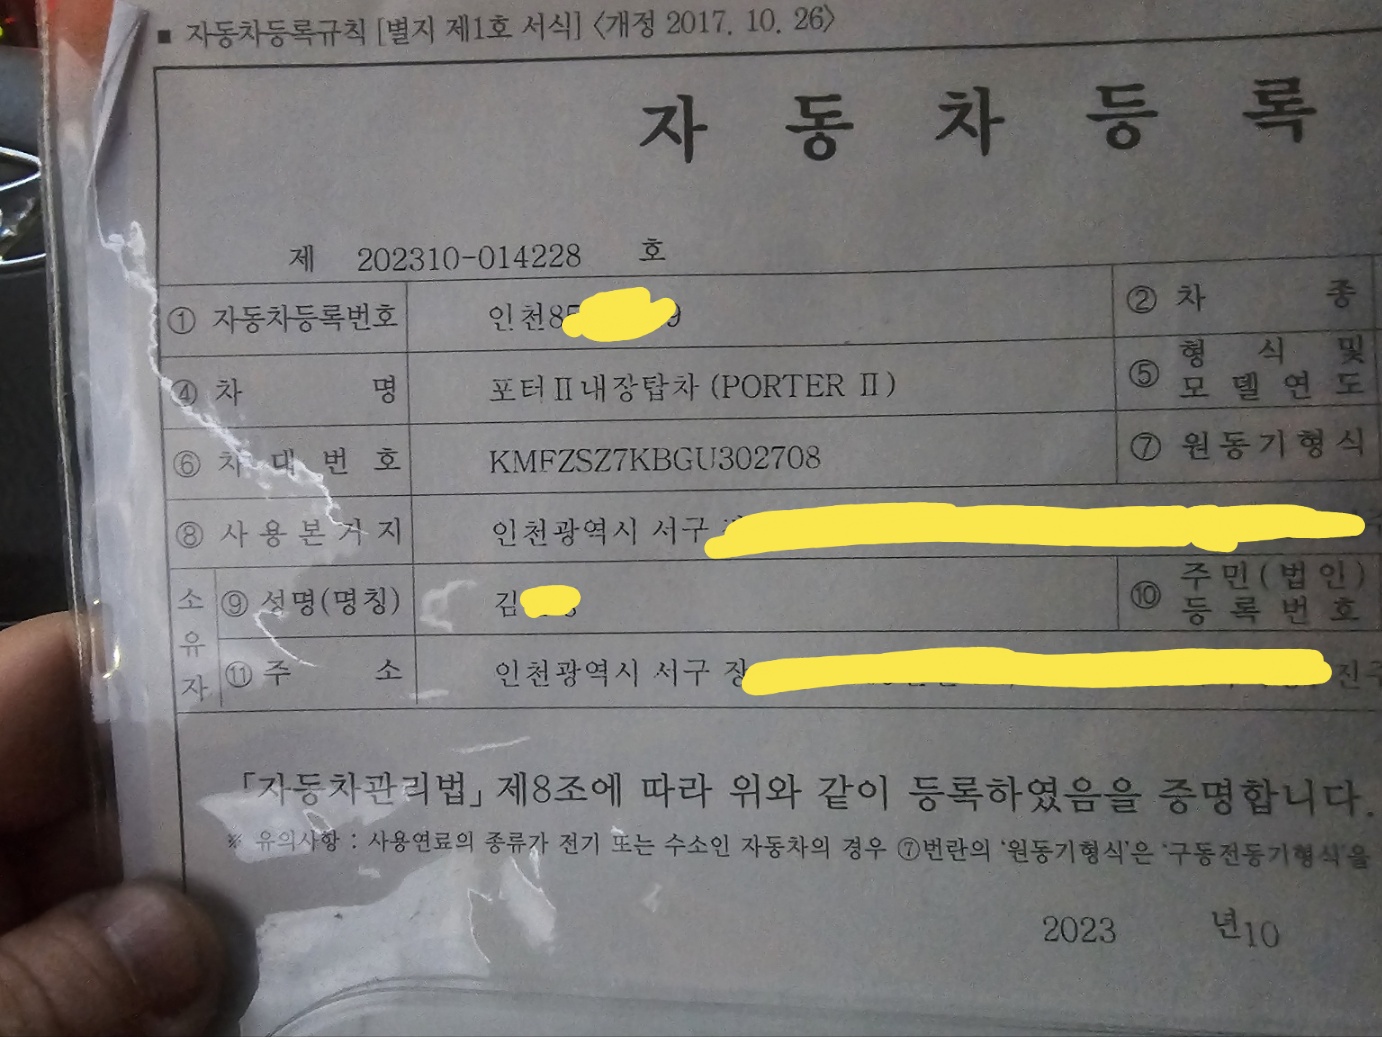 ■ 자동차등록규칙 [별지 제1호 서식] 〈개정 2017. 10. 26〉
자 동 차 등 록
제 202310-014228 호
① 자동차등록번호 인천8 9 ② 차 종
④ 차 명 포터Ⅱ내장탑차 (PORTER Ⅱ) ⑤ 형 식 및 모 델 연 도
⑥ 차 대 번 호 KMFZSZ7KBGU302708 ⑦ 원 동 기 형 식
⑧ 사 용 본 거 지 인천광역시 서구
소 유 자
⑨ 성명(명칭) 김 ⑩ 주 민 ( 법 인 ) 등 록 번 호
⑪ 주 소 인천광역시 서구 장 진주
「자동차관리법」 제8조에 따라 위와 같이 등록하였음을 증명합니다.
※ 유의사항 : 사용연료의 종류가 전기 또는 수소인 자동차의 경우 ⑦번란의 '원동기형식'은 '구동전동기형식'을
2023 년 10